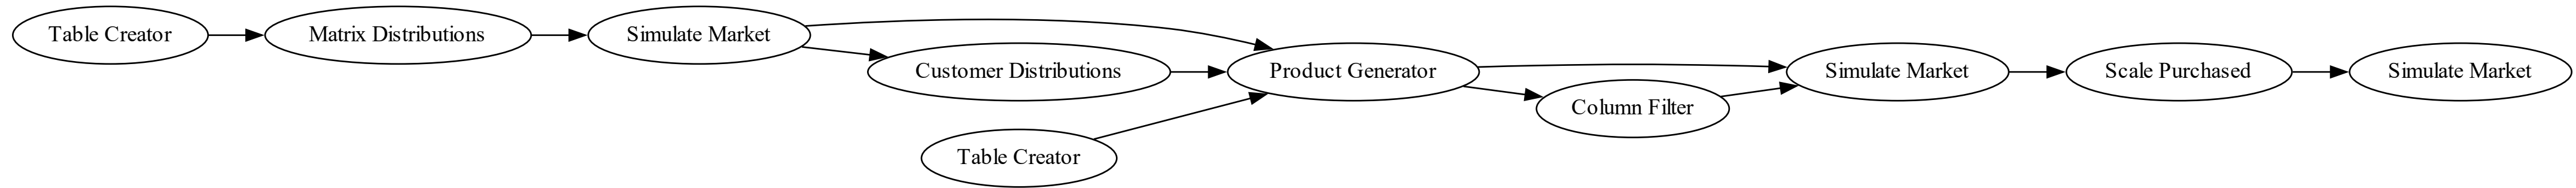 Table Creator
Matrix Distributions
Simulate Market
Customer Distributions
Table Creator
Product Generator
Column Filter
Simulate Market
Scale Purchased
Simulate Market